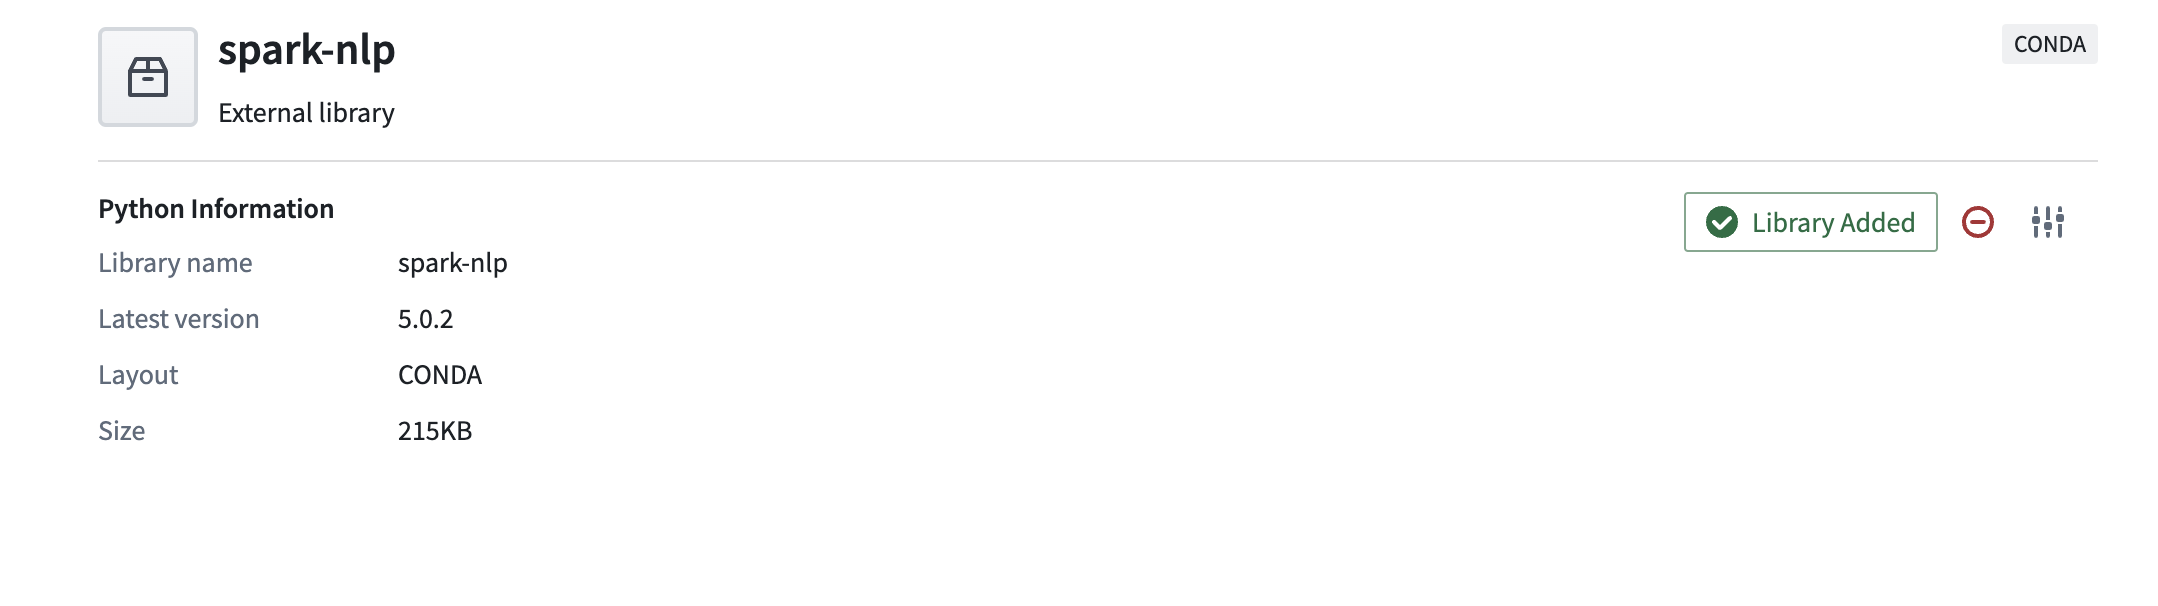 spark-nlp
External library
CONDA
Python Information
Library Added
Library name spark-nlp
Latest version 5.0.2
Layout CONDA
Size 215KB